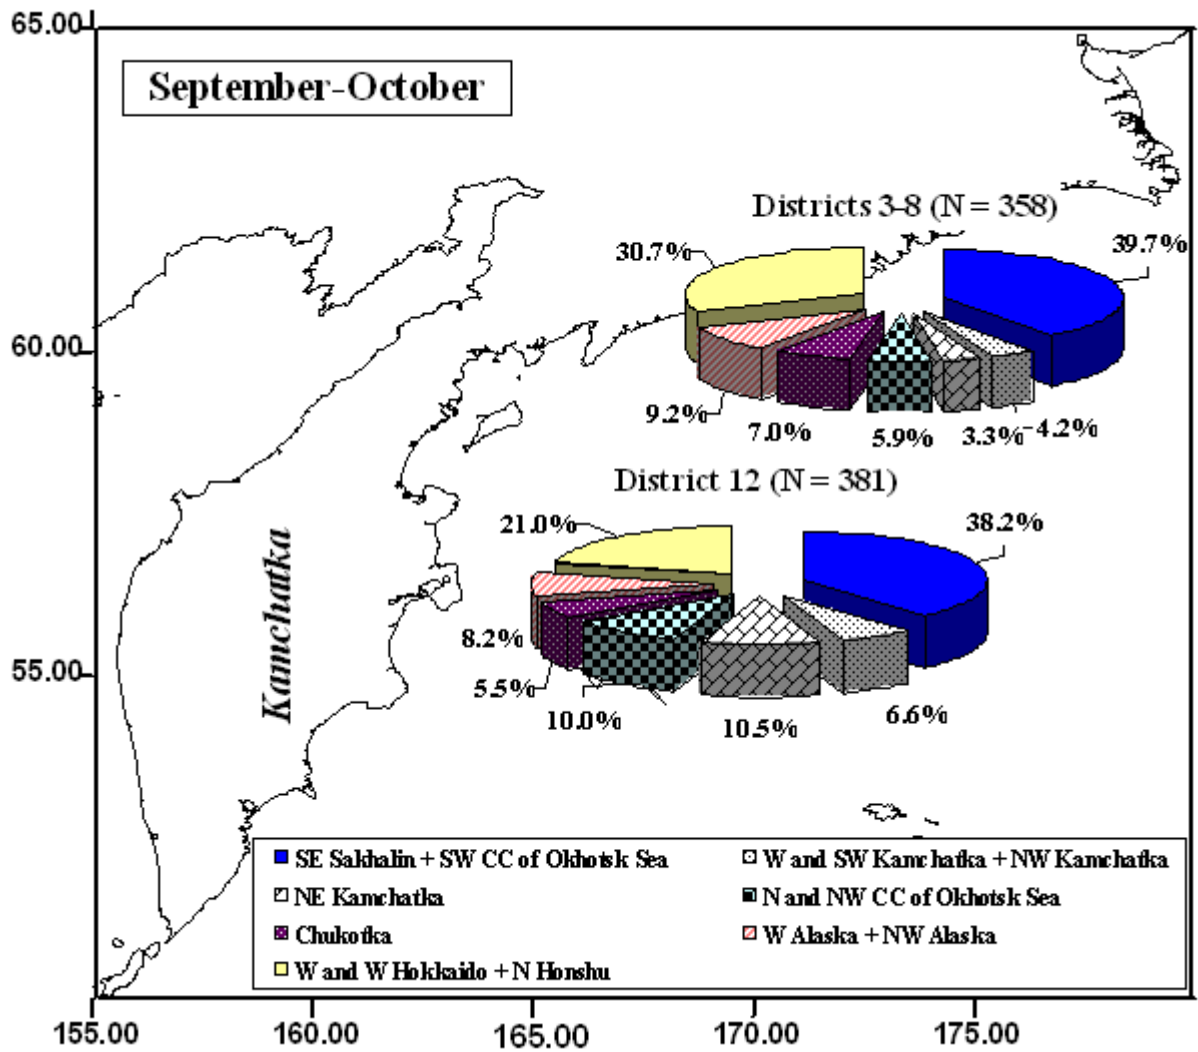 65.00
September-October
Districts 3-8 (N = 358)
30.7%
39.7%
60.00
9.2%
7.0%
5.9%
3.3%
4.2%
District 12 (N = 381)
21.0%
38.2%
Kamchatka
8.2%
55.00
5.5%
10.0%
10.5%
6.6%
SE Sakhalin + SW CC of Okhotsk Sea
W and SW Kamchatka + NW Kamchatka
NE Kamchatka
N and NW CC of Okhotsk Sea
Chukotka
W Alaska + NW Alaska
W and W Hokkaido + N Honshu
155.00
160.00
165.00
170.00
175.00